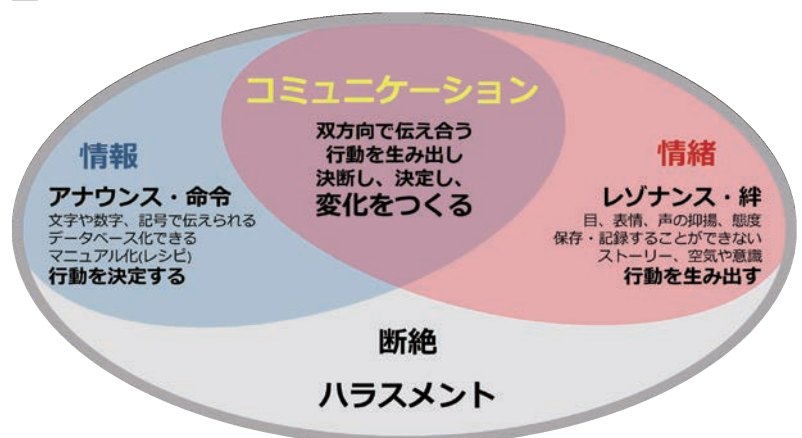 コミュニケーション
双方向で伝え合う
行動を生み出し
決断し、決定し、
変化をつくる
情報
アナウンス・命令
文字や数字、記号で伝えられる
データベース化できる
マニュアル化(レシピ)
行動を決定する
情緒
レゾナンス・絆
目、表情、声の抑揚、態度
保存・記録することができない
ストーリー、空気や意識
行動を生み出す
断絶
ハラスメント